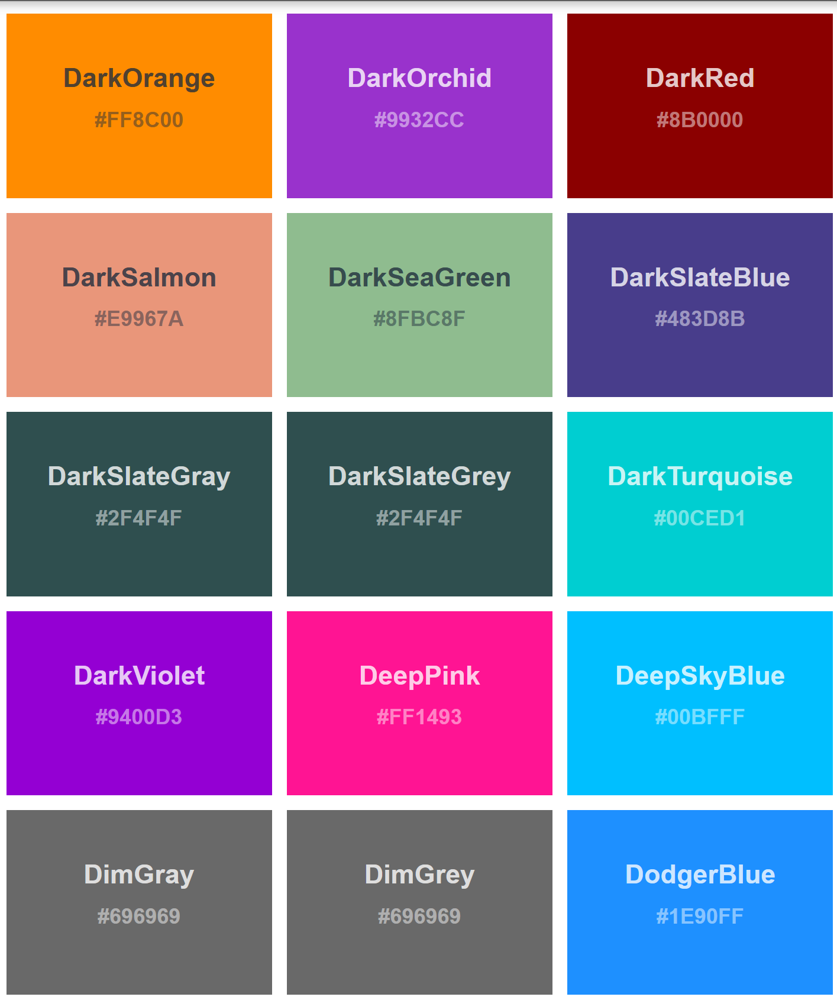 DarkOrange
#FF8C00
DarkOrchid
#9932CC
DarkRed
#8B0000
DarkSalmon
#E9967A
DarkSeaGreen
#8FBC8F
DarkSlateBlue
#483D8B
DarkSlateGray
#2F4F4F
DarkSlateGrey
#2F4F4F
DarkTurquoise
#00CED1
DarkViolet
#9400D3
DeepPink
#FF1493
DeepSkyBlue
#00BFFF
DimGray
#696969
DimGrey
#696969
DodgerBlue
#1E90FF